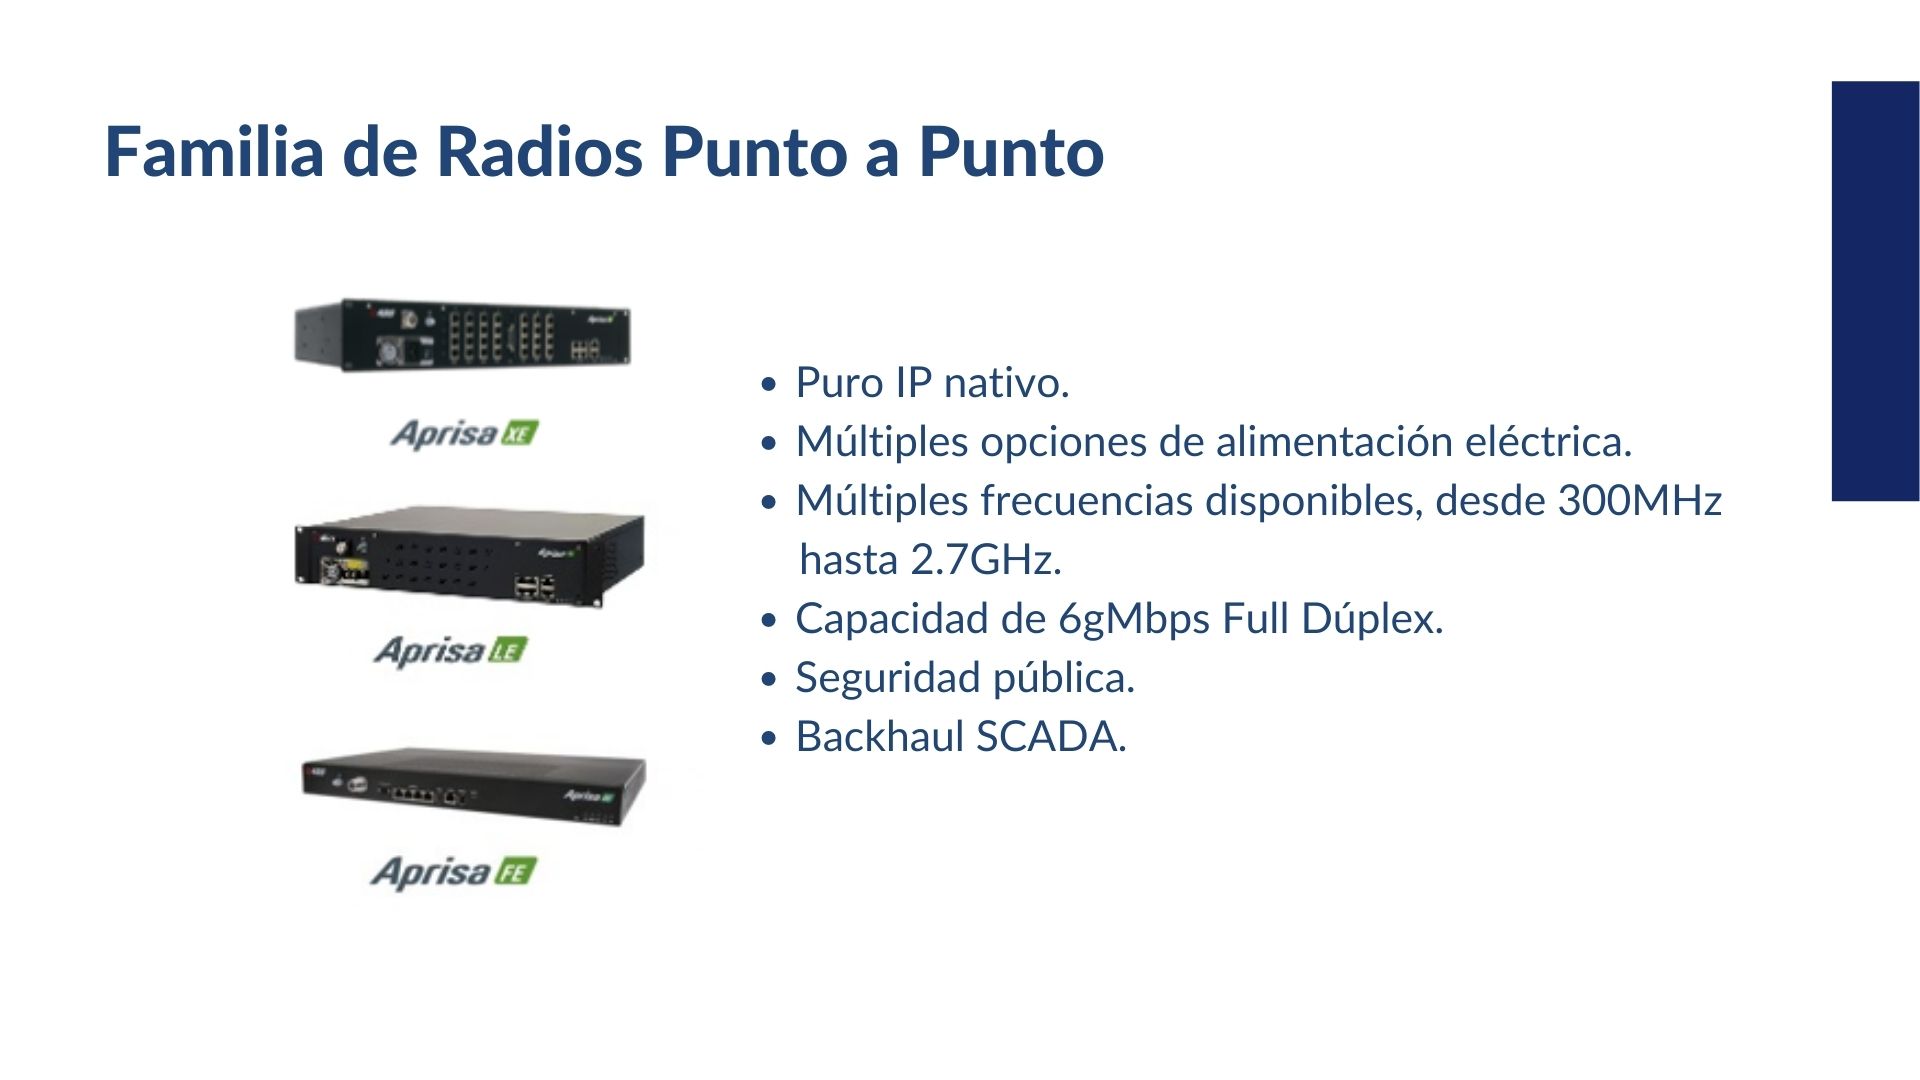 Familia de Radios Punto a Punto
Aprisa XE
Aprisa LE
Aprisa FE
• Puro IP nativo.
• Múltiples opciones de alimentación eléctrica.
• Múltiples frecuencias disponibles, desde 300MHz
hasta 2.7GHz.
• Capacidad de 6gMbps Full Dúplex.
• Seguridad pública.
• Backhaul SCADA.